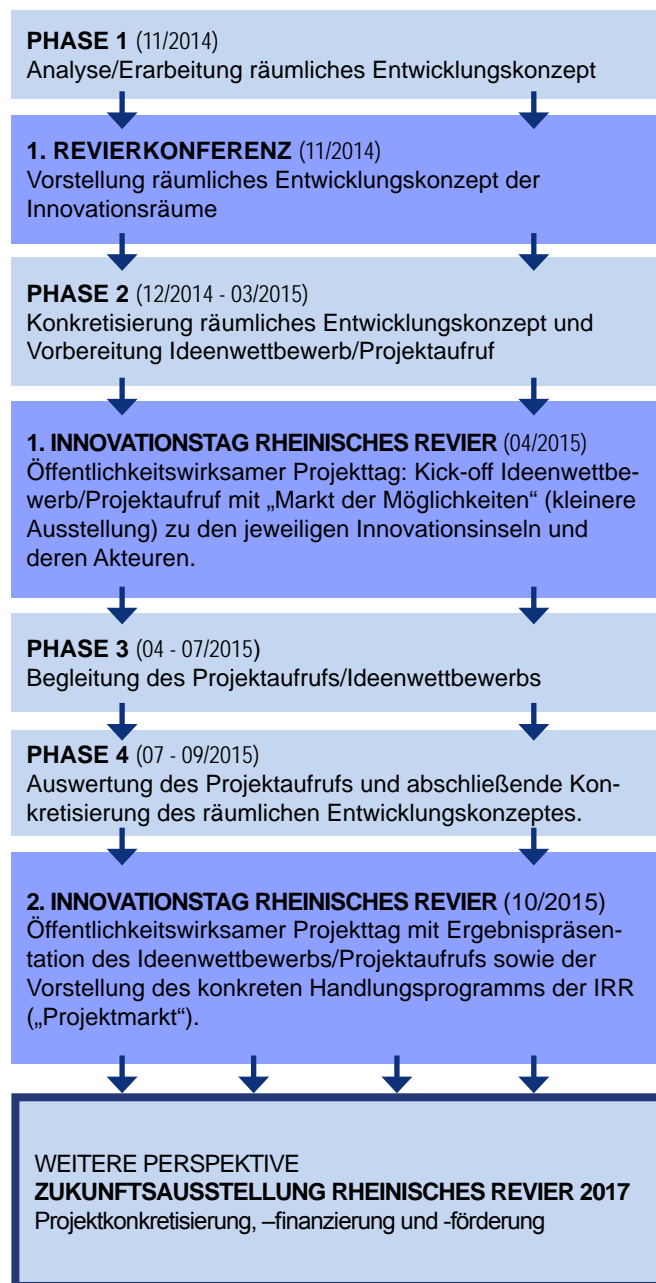 PHASE 1 (11/2014)
Analyse/Erarbeitung räumliches Entwicklungskonzept
1. REVIERKONFERENZ (11/2014)
Vorstellung räumliches Entwicklungskonzept der
Innovationsräume
PHASE 2 (12/2014 - 03/2015)
Konkretisierung räumliches Entwicklungskonzept und
Vorbereitung Ideenwettbewerb/Projektaufruf
1. INNOVATIONSTAG RHEINISCHES REVIER (04/2015)
Öffentlichkeitswirksamer Projekttag: Kick-off Ideenwettbe-
werb/Projektaufruf mit „Markt der Möglichkeiten“ (kleinere
Ausstellung) zu den jeweiligen Innovationsinseln und
deren Akteuren.
PHASE 3 (04 - 07/2015)
Begleitung des Projektaufrufs/Ideenwettbewerbs
PHASE 4 (07 - 09/2015)
Auswertung des Projektaufrufs und abschließende Kon-
kretisierung des räumlichen Entwicklungskonzeptes.
2. INNOVATIONSTAG RHEINISCHES REVIER (10/2015)
Öffentlichkeitswirksamer Projekttag mit Ergebnispräsen-
tation des Ideenwettbewerbs/Projektaufrufs sowie der
Vorstellung des konkreten Handlungsprogramms der IRR
(„Projektmarkt“).
WEITERE PERSPEKTIVE
ZUKUNFTSAUSSTELLUNG RHEINISCHES REVIER 2017
Projektkonkretisierung, –finanzierung und -förderung